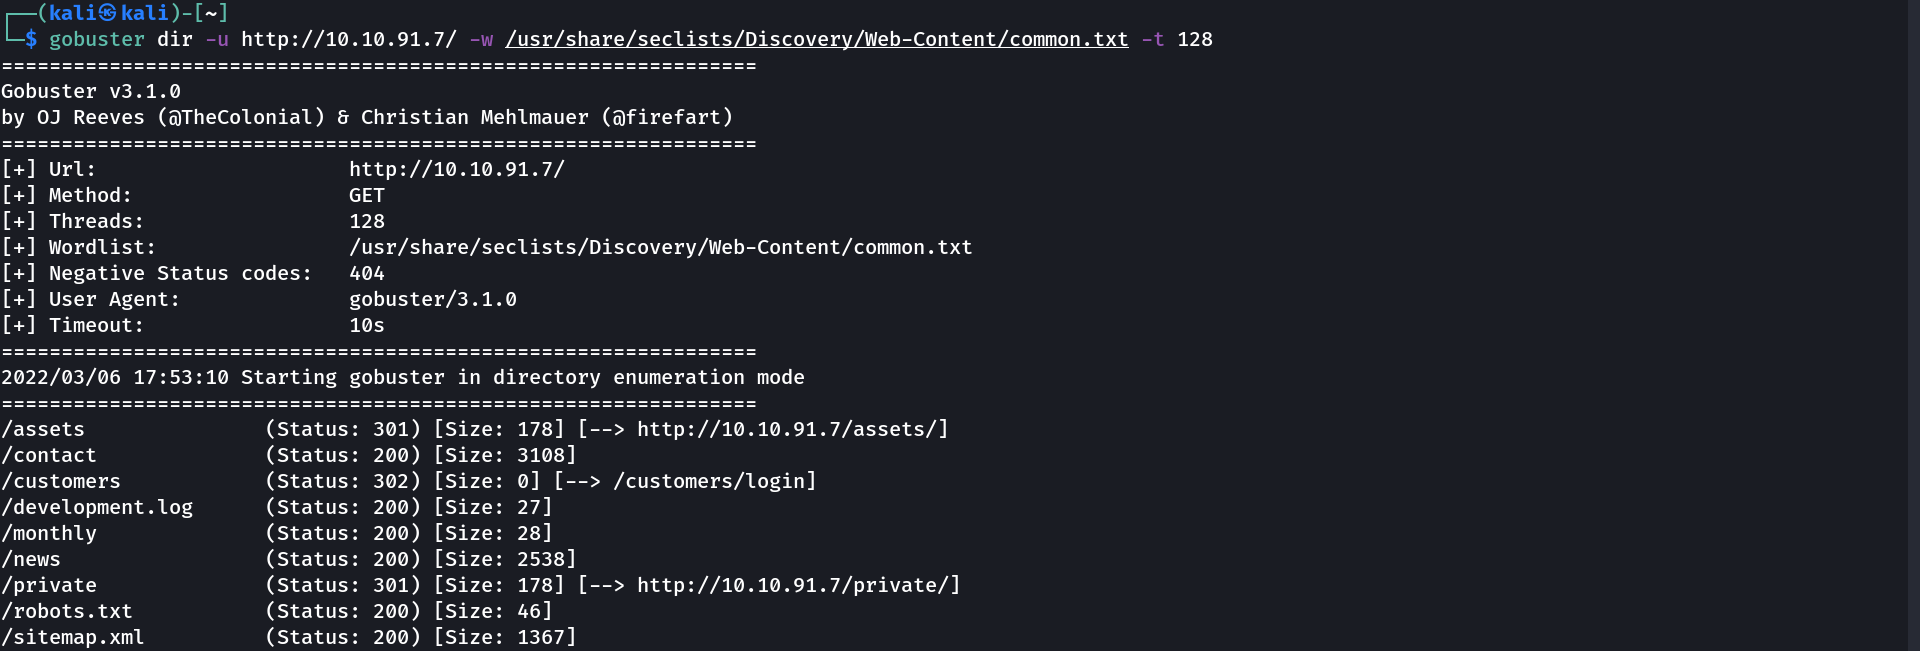 ┌──(kali㉿kali)-[~]
└─$ gobuster dir -u http://10.10.91.7/ -w /usr/share/seclists/Discovery/Web-Content/common.txt -t 128
===============================================================
Gobuster v3.1.0
by OJ Reeves (@TheColonial) & Christian Mehlmauer (@firefart)
===============================================================
[+] Url:                     http://10.10.91.7/
[+] Method:                  GET
[+] Threads:                 128
[+] Wordlist:                /usr/share/seclists/Discovery/Web-Content/common.txt
[+] Negative Status codes:   404
[+] User Agent:              gobuster/3.1.0
[+] Timeout:                 10s
===============================================================
2022/03/06 17:53:10 Starting gobuster in directory enumeration mode
===============================================================
/assets               (Status: 301) [Size: 178] [--> http://10.10.91.7/assets/]
/contact              (Status: 200) [Size: 3108]
/customers            (Status: 302) [Size: 0] [--> /customers/login]
/development.log      (Status: 200) [Size: 27]
/monthly              (Status: 200) [Size: 28]
/news                 (Status: 200) [Size: 2538]
/private              (Status: 301) [Size: 178] [--> http://10.10.91.7/private/]
/robots.txt           (Status: 200) [Size: 46]
/sitemap.xml          (Status: 200) [Size: 1367]